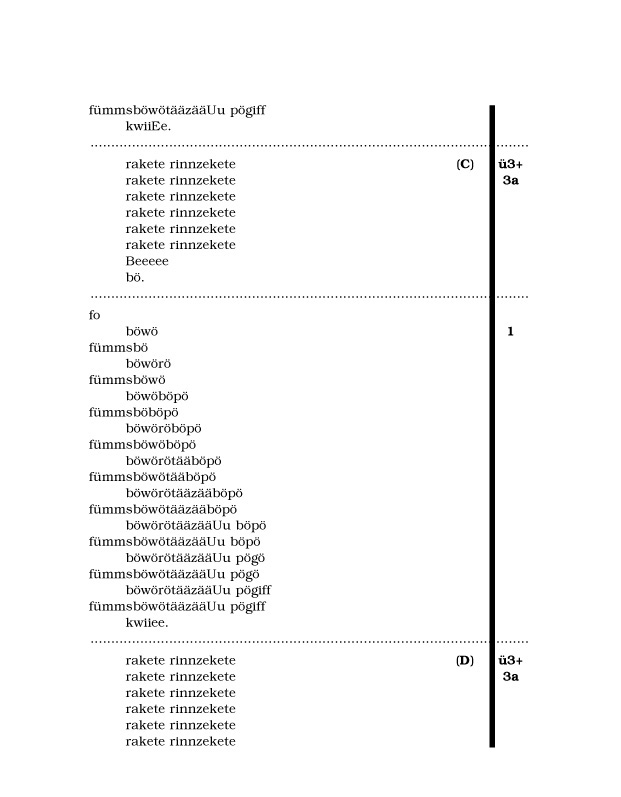 fümmsböwötääzääUu pögiff
kwiiEe.
rakete rinnzekete (C) ü3+
rakete rinnzekete 3a
rakete rinnzekete
rakete rinnzekete
rakete rinnzekete
rakete rinnzekete
Beeeee
bö.
fo
böwö 1
fümmsbö
böwörö
fümmsböwö
böwöböpö
fümmsböböpö
böwöröböpö
fümmsböwöböpö
böwörötääböpö
fümmsböwötääböpö
böwörötääzääböpö
fümmsböwötääzääböpö
böwörötääzääUu böpö
fümmsböwötääzääUu böpö
böwörötääzääUu pögö
fümmsböwötääzääUu pögö
böwörötääzääUu pögiff
fümmsböwötääzääUu pögiff
kwiiee.
rakete rinnzekete (D) ü3+
rakete rinnzekete 3a
rakete rinnzekete
rakete rinnzekete
rakete rinnzekete
rakete rinnzekete